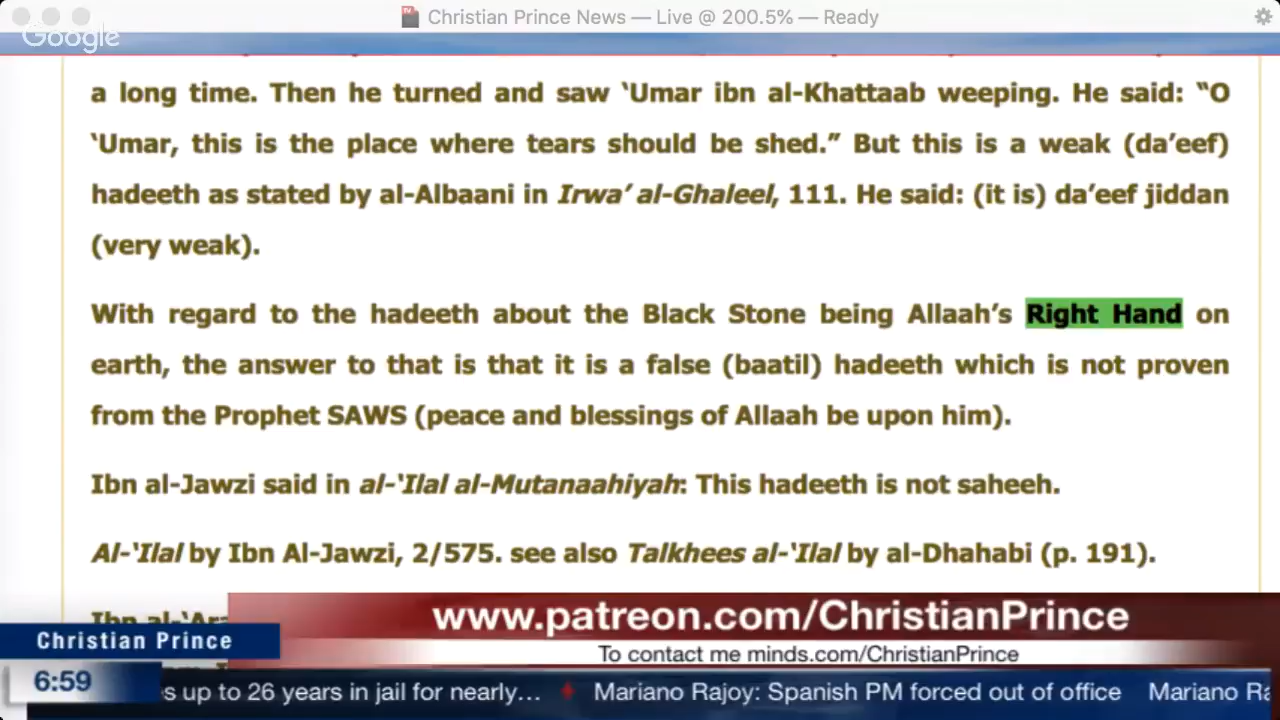 Christian Prince News — Live @ 200.5% — Ready
Google
a long time. Then he turned and saw ‘Umar ibn al-Khattaab weeping. He said: “O
‘Umar, this is the place where tears should be shed.” But this is a weak (da’eef)
hadeeth as stated by al-Albaani in Irwa’ al-Ghaleel, 111. He said: (it is) da’eef jiddan
(very weak).
With regard to the hadeeth about the Black Stone being Allaah’s Right Hand on
earth, the answer to that is that it is a false (baatil) hadeeth which is not proven
from the Prophet SAWS (peace and blessings of Allaah be upon him).
Ibn al-Jawzi said in al-‘Ilal al-Mutanaahiyah: This hadeeth is not saheeh.
Al-‘Ilal by Ibn Al-Jawzi, 2/575. see also Talkhees al-‘Ilal by al-Dhahabi (p. 191).
Ibn
www.patreon.com/ChristianPrince
Christian Prince
To contact me minds.com/ChristianPrince
6:59
es up to 26 years in jail for nearly... ♦ Mariano Rajoy: Spanish PM forced out of office Mariano